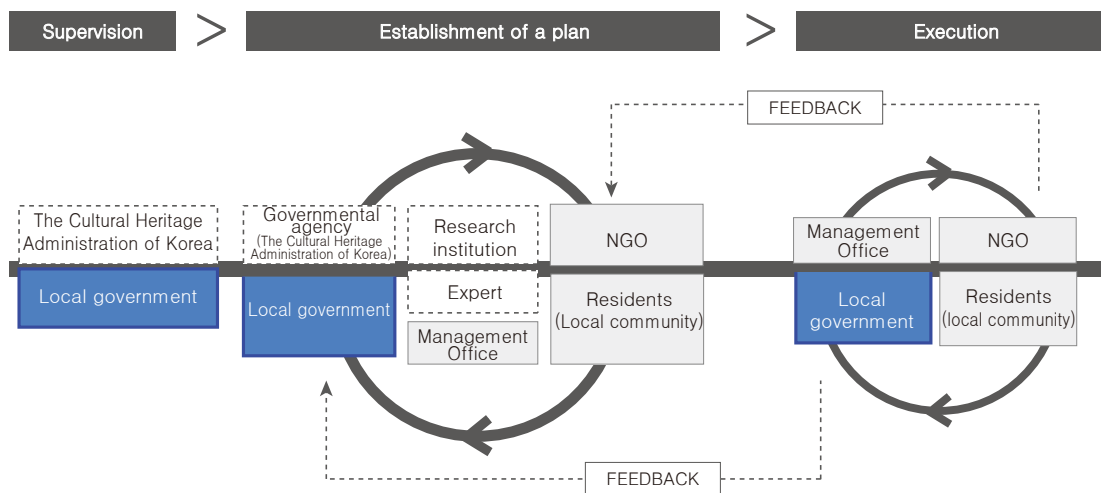 Supervision
>
Establishment of a plan
>
Execution
FEEDBACK
The Cultural Heritage
Administration of Korea
Local government
Governmental
agency
(The Cultural Heritage
Administration of Korea)
Local government
Research
institution
Expert
Management
Office
NGO
Residents
(Local community)
Management
Office
NGO
Local
government
Residents
(local community)
FEEDBACK